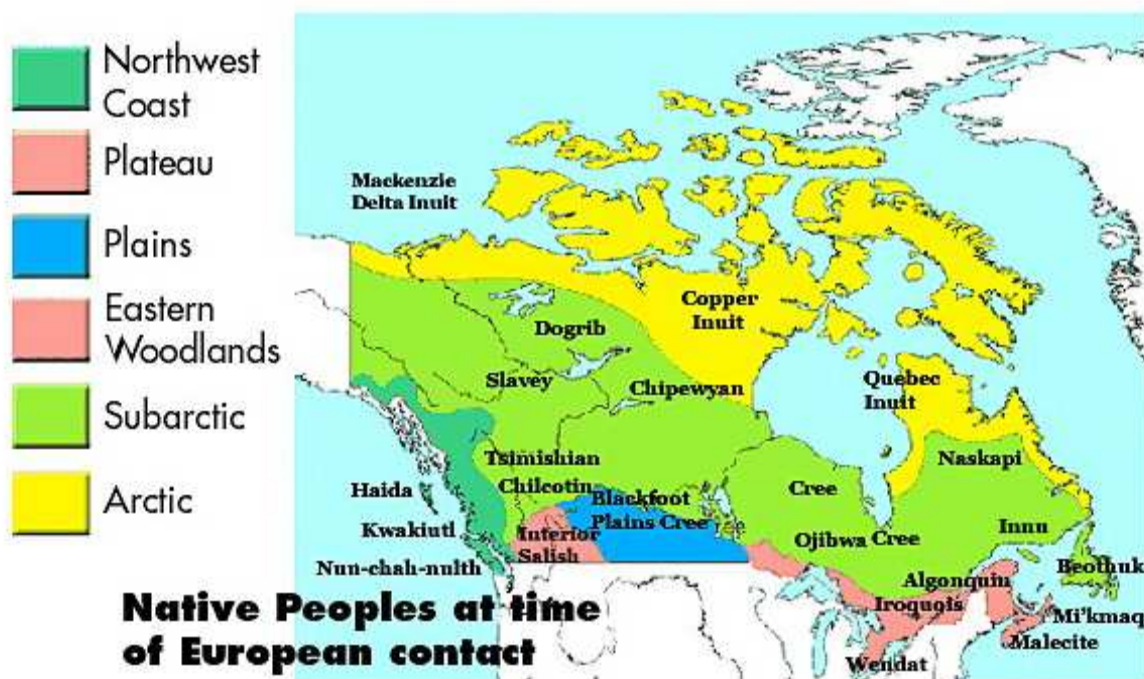 Northwest
Coast
Plateau
Plains
Eastern
Woodlands
Subarctic
Arctic
Mackenzie
Delta Inuit
Copper
Inuit
Dogrib
Slavey
Chipewyan
Quebec
Inuit
Naskapi
Tsimishian
Chilcotin
Haida
Blackfoot
Plains Cree
Cree
Kwakiutl
Interior
Salish
Ojibwa Cree
Innu
Nun-chah-nulth
Algonquin
Beothuk
Iroquois
Mi'kmaq
Malecite
Wendat
Native Peoples at time
of European contact